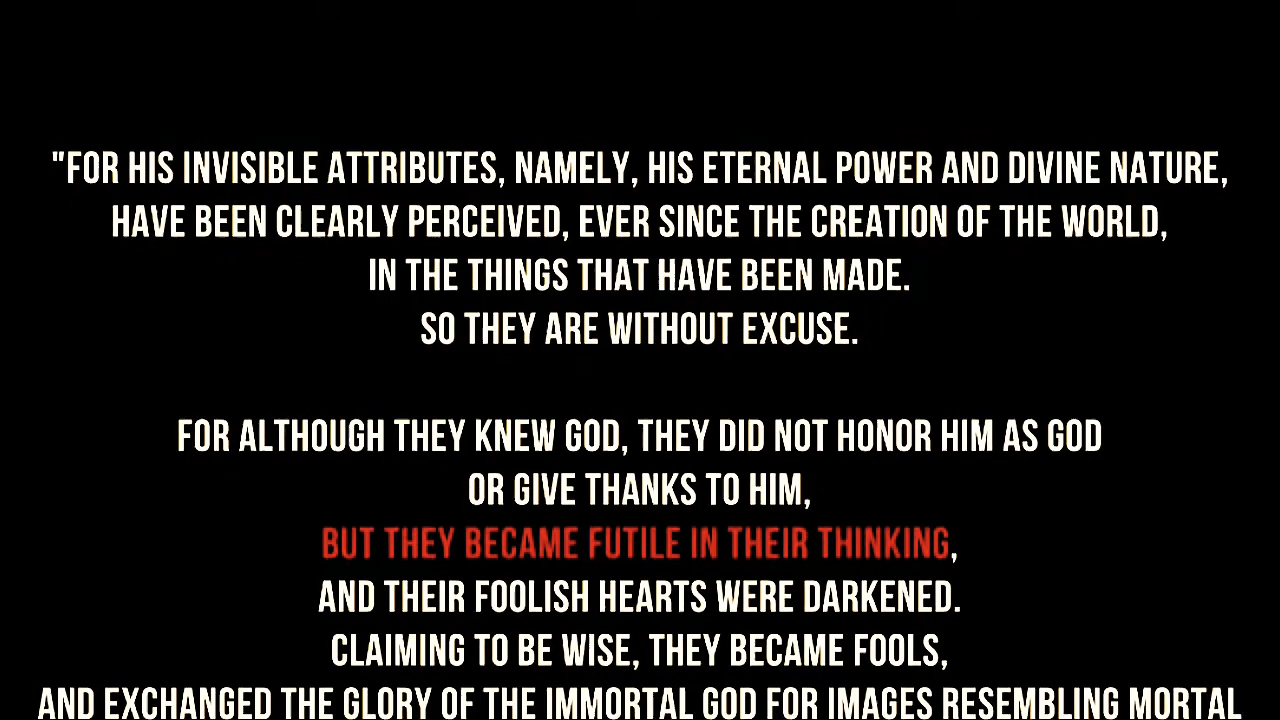 "FOR HIS INVISIBLE ATTRIBUTES, NAMELY, HIS ETERNAL POWER AND DIVINE NATURE,
HAVE BEEN CLEARLY PERCEIVED, EVER SINCE THE CREATION OF THE WORLD,
IN THE THINGS THAT HAVE BEEN MADE.
SO THEY ARE WITHOUT EXCUSE.
FOR ALTHOUGH THEY KNEW GOD, THEY DID NOT HONOR HIM AS GOD
OR GIVE THANKS TO HIM,
BUT THEY BECAME FUTILE IN THEIR THINKING,
AND THEIR FOOLISH HEARTS WERE DARKENED.
CLAIMING TO BE WISE, THEY BECAME FOOLS,
AND EXCHANGED THE GLORY OF THE IMMORTAL GOD FOR IMAGES RESEMBLING MORTAL